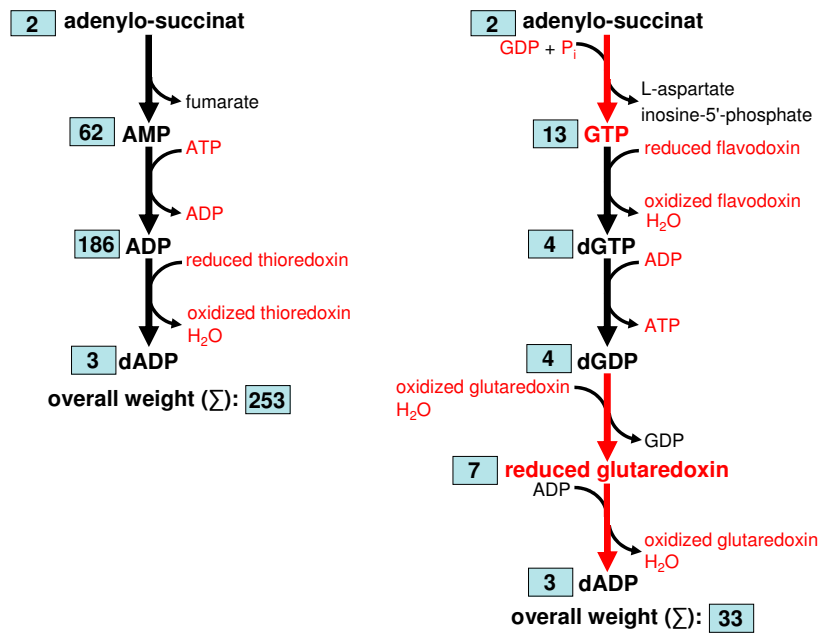 2 adenylo-succinat
fumarate
62 AMP
ATP
ADP
186 ADP
reduced thioredoxin
oxidized thioredoxin
H₂O
3 dADP
overall weight (∑): 253
2 adenylo-succinat
GDP + Pᵢ
L-aspartate
inosine-5'-phosphate
13 GTP
reduced flavodoxin
oxidized flavodoxin
H₂O
4 dGTP
ADP
ATP
4 dGDP
oxidized glutaredoxin
H₂O
GDP
7 reduced glutaredoxin
ADP
oxidized glutaredoxin
H₂O
3 dADP
overall weight (∑): 33